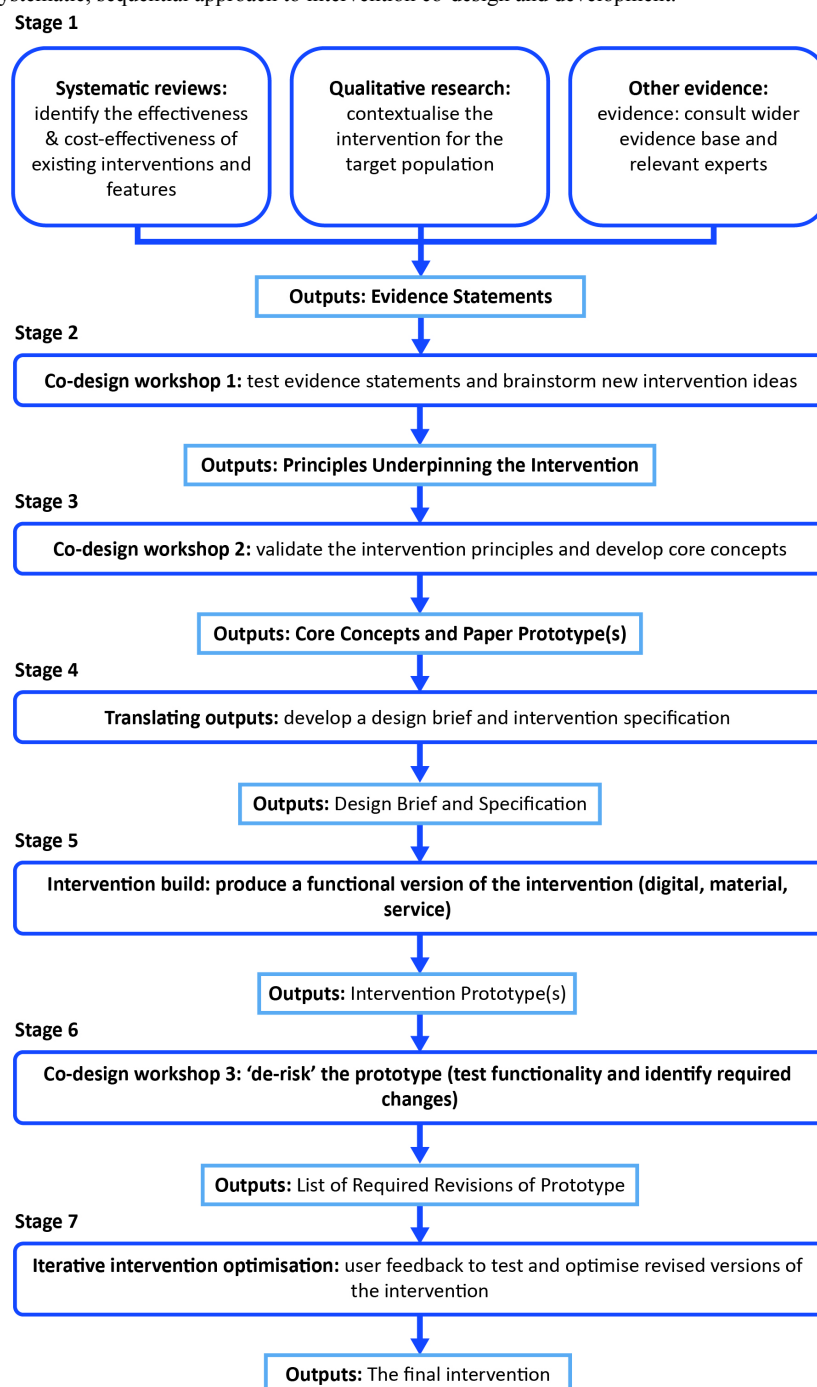 systematic, sequential approach to intervention co-design and development.
Stage 1
Systematic reviews:
identify the effectiveness
& cost-effectiveness of
existing interventions and
features
Qualitative research:
contextualise the
intervention for the
target population
Other evidence:
evidence: consult wider
evidence base and
relevant experts
Outputs: Evidence Statements
Stage 2
Co-design workshop 1: test evidence statements and brainstorm new intervention ideas
Outputs: Principles Underpinning the Intervention
Stage 3
Co-design workshop 2: validate the intervention principles and develop core concepts
Outputs: Core Concepts and Paper Prototype(s)
Stage 4
Translating outputs: develop a design brief and intervention specification
Outputs: Design Brief and Specification
Stage 5
Intervention build: produce a functional version of the intervention (digital, material,
service)
Outputs: Intervention Prototype(s)
Stage 6
Co-design workshop 3: ‘de-risk’ the prototype (test functionality and identify required
changes)
Outputs: List of Required Revisions of Prototype
Stage 7
Iterative intervention optimisation: user feedback to test and optimise revised versions of
the intervention
Outputs: The final intervention